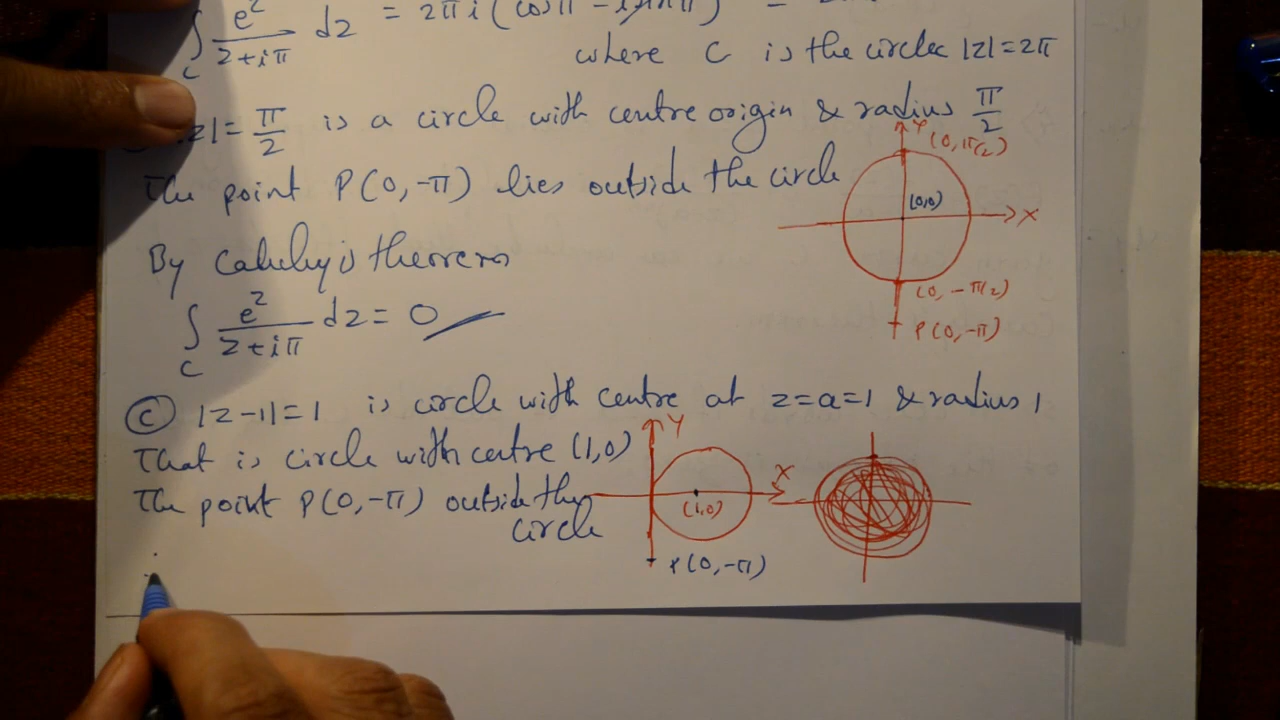 ∫_C e^z/(z+iπ) dz = 2πi(cosπ - i sinπ) =
where C is the circle |z|=2π
|z|=π/2 is a circle with centre origin & radius π/2
The point P(0,-π) lies outside the circle
Y
(0,π/2)
(0,0)
X
(0,-π/2)
P(0,-π)
By Cauchy's theorem
∫_C e^z/(z+iπ) dz = 0
(C) |z-1|=1 is circle with centre at z=a=1 & radius 1
That is circle with centre (1,0)
The point P(0,-π) outside the
circle
Y
X
(1,0)
P(0,-π)